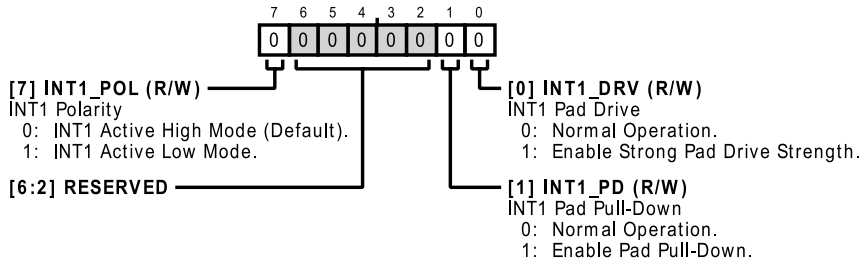 7 6 5 4 3 2 1 0
0 0 0 0 0 0 0 0
[7] INT1_POL (R/W)
INT1 Polarity
0: INT1 Active High Mode (Default).
1: INT1 Active Low Mode.
[6:2] RESERVED
[0] INT1_DRV (R/W)
INT1 Pad Drive
0: Normal Operation.
1: Enable Strong Pad Drive Strength.
[1] INT1_PD (R/W)
INT1 Pad Pull-Down
0: Normal Operation.
1: Enable Pad Pull-Down.